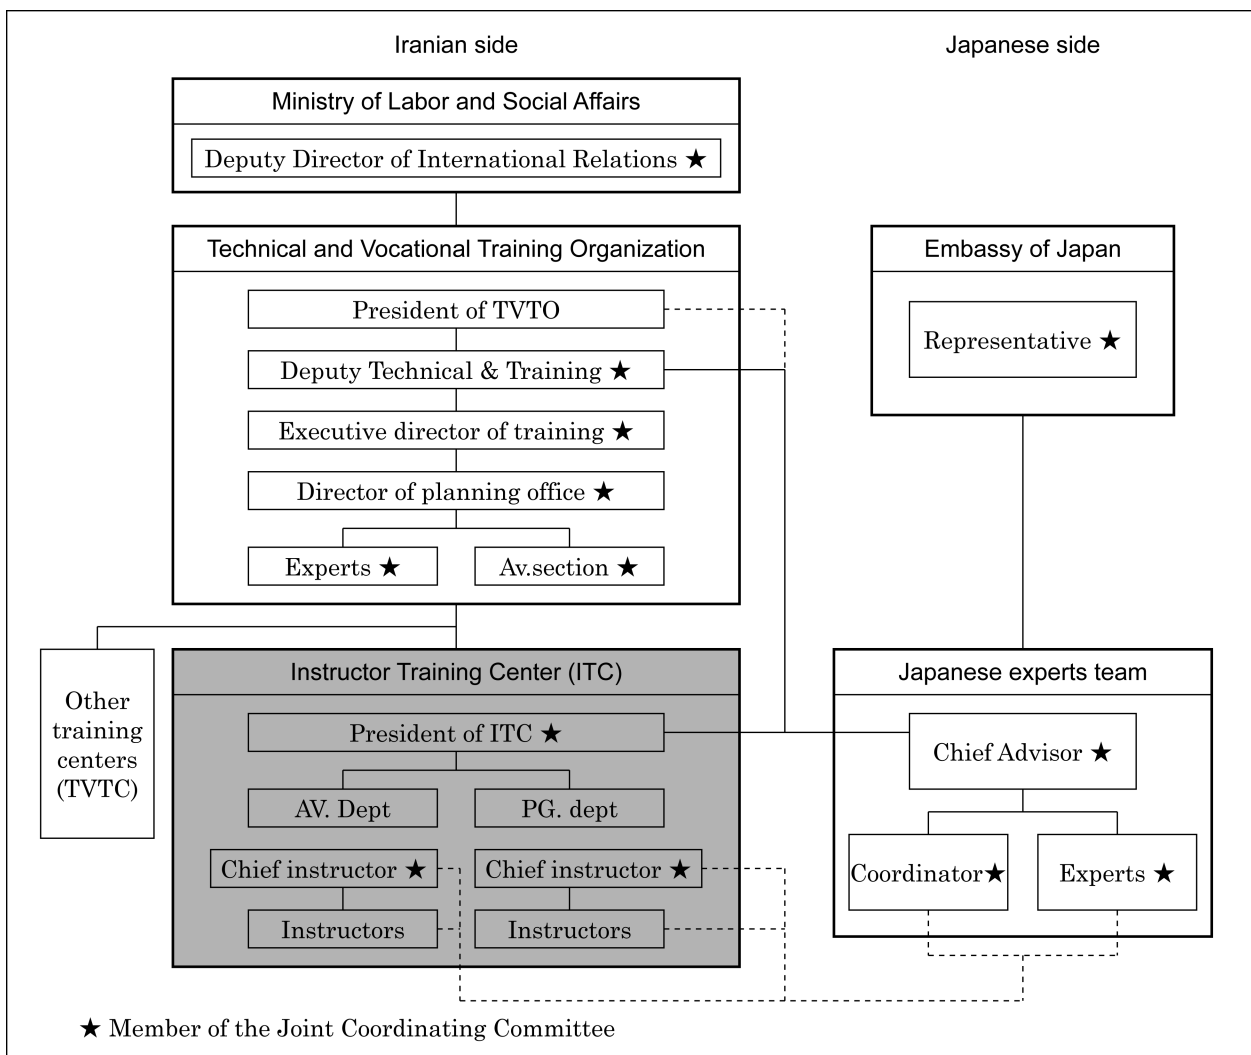 Iranian side
Japanese side
Ministry of Labor and Social Affairs
Deputy Director of International Relations ★
Technical and Vocational Training Organization
President of TVTO
Deputy Technical & Training ★
Executive director of training ★
Director of planning office ★
Experts ★
Av.section ★
Embassy of Japan
Representative ★
Other
training
centers
(TVTC)
Instructor Training Center (ITC)
President of ITC ★
AV. Dept
PG. dept
Chief instructor ★
Chief instructor ★
Instructors
Instructors
Japanese experts team
Chief Advisor ★
Coordinator★
Experts ★
★ Member of the Joint Coordinating Committee